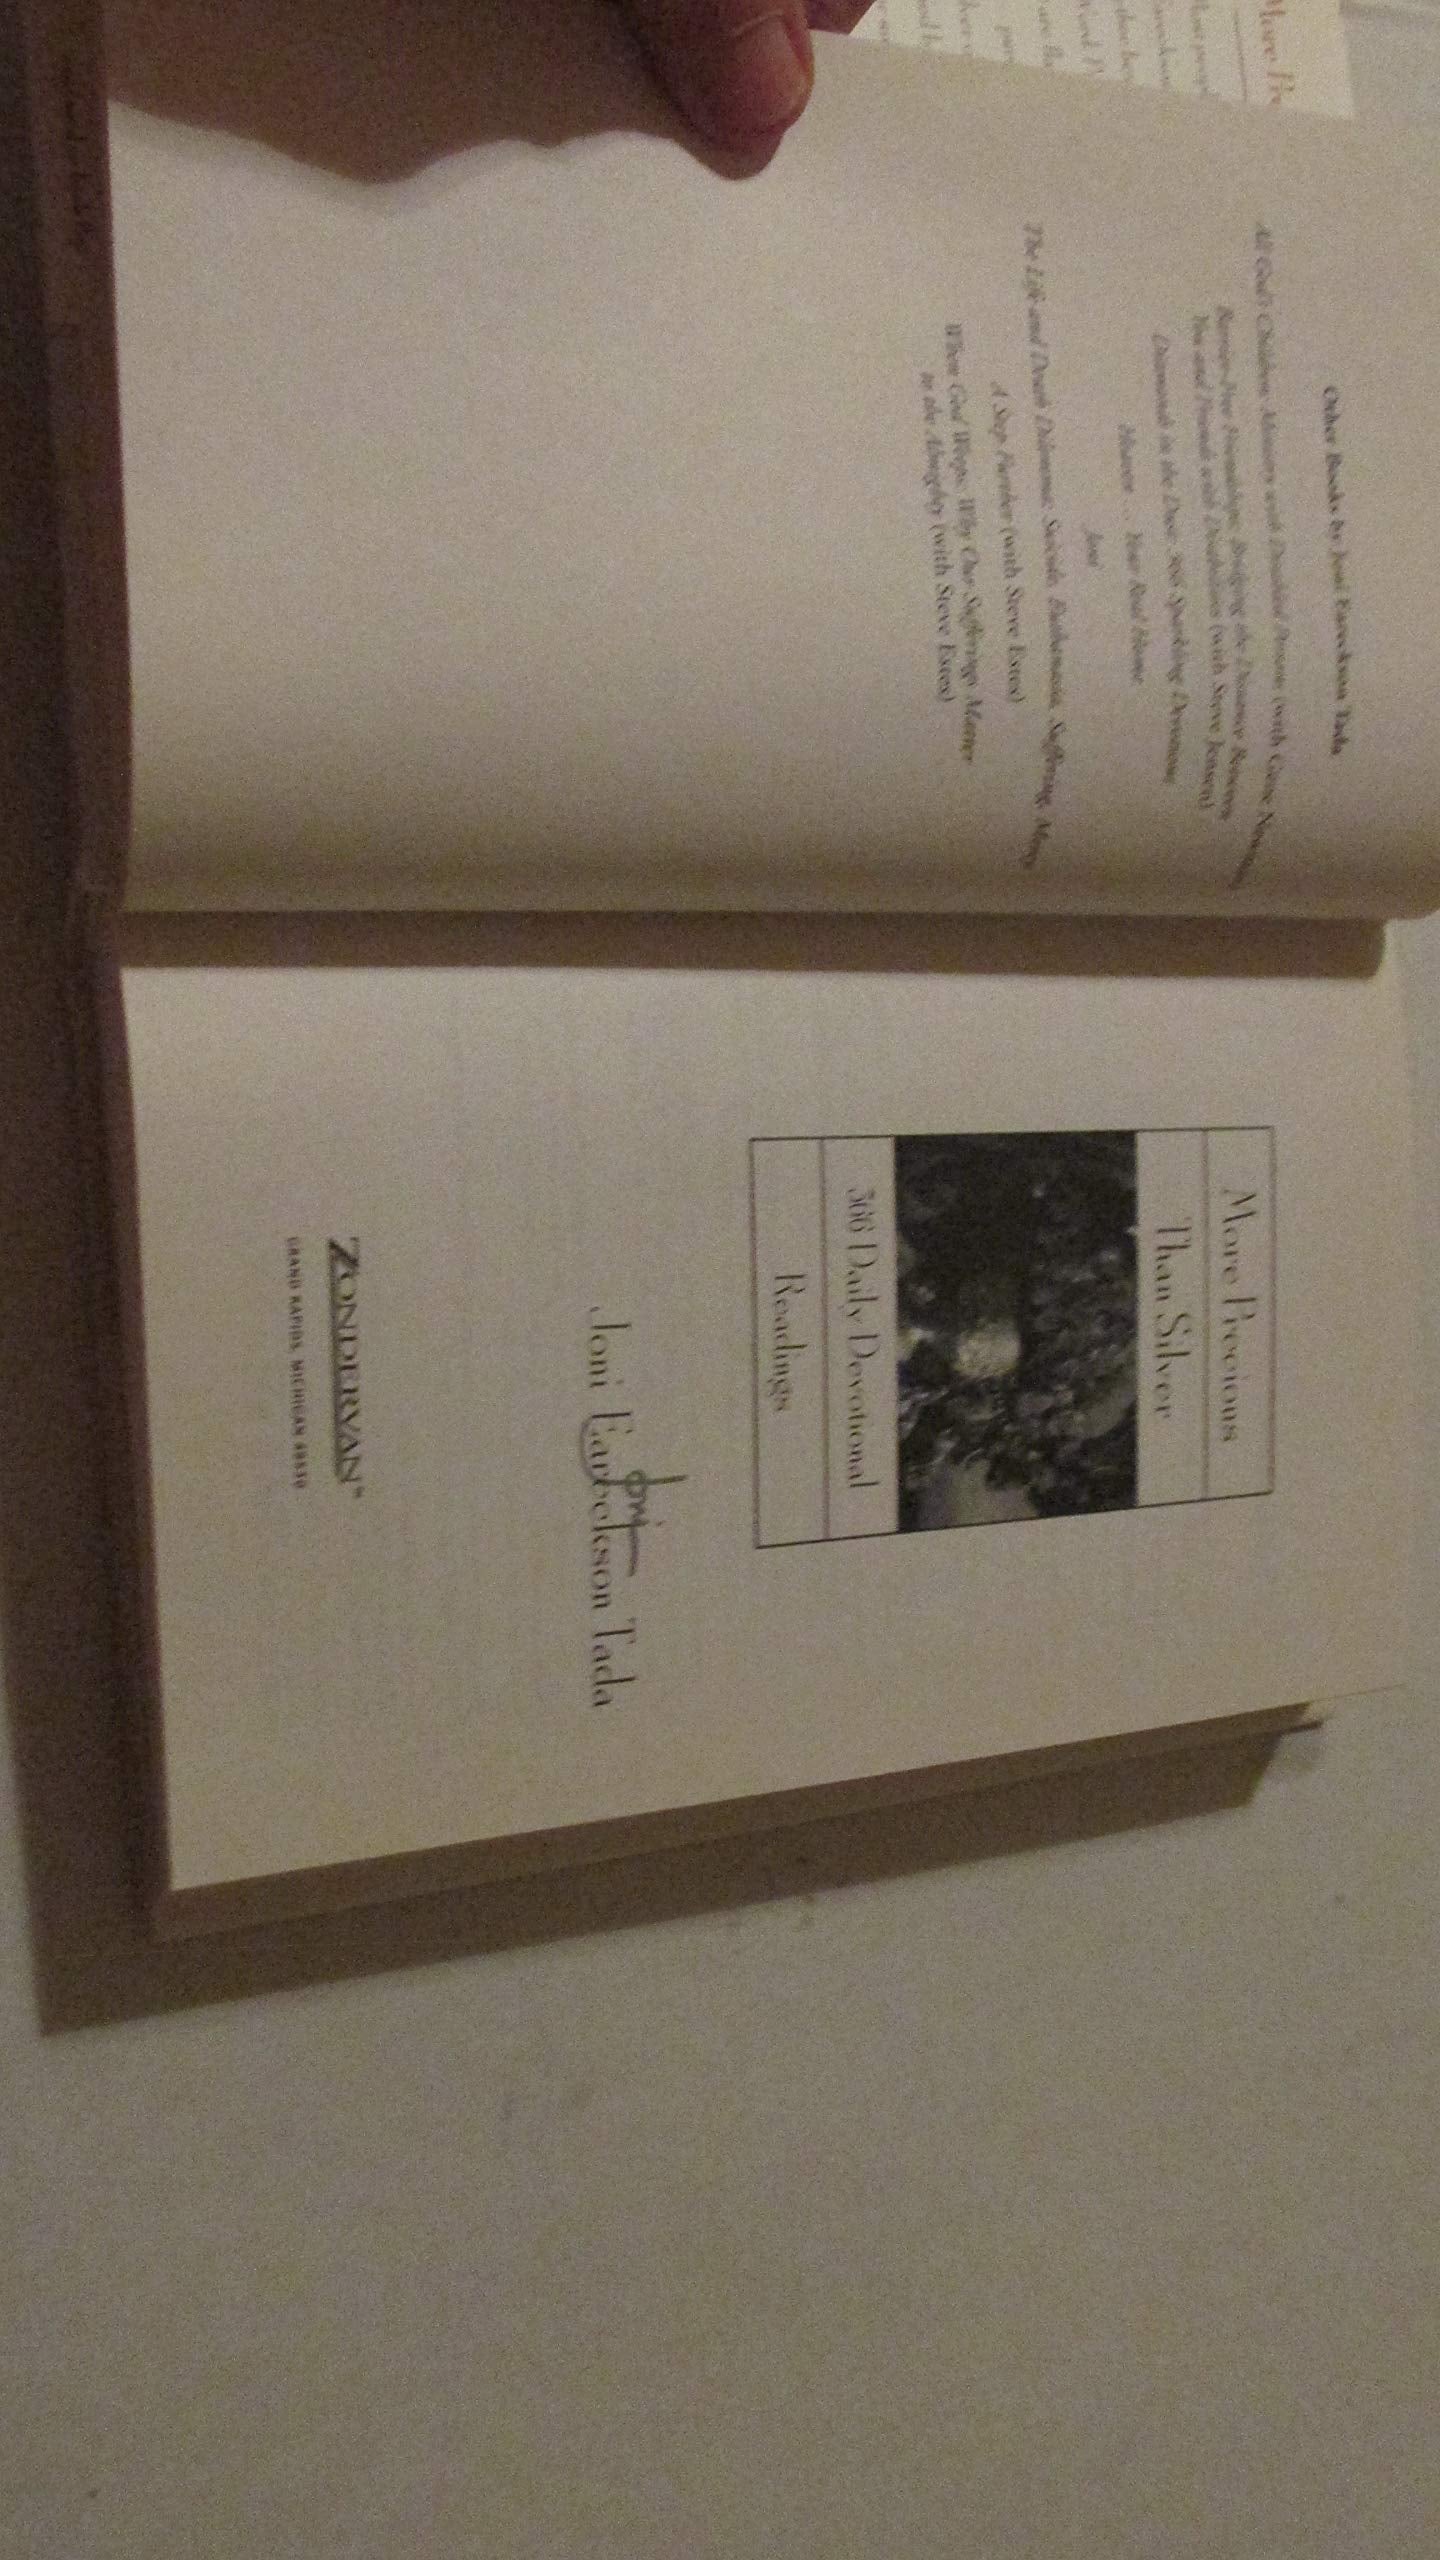 Other Books by Joni Eareckson Tada
All God's Children: Ministry with Disabled Persons (with Gene Newman)
Barrier-Free Friendships: Bridging the Distance Between
You and Friends with Disabilities (with Steve Jensen)
Diamonds in the Dust: 366 Sparkling Devotions
Heaven . . . Your Real Home
Joni
The Life and Death Dilemma: Suicide, Euthanasia, Suffering, Mercy
A Step Further (with Steve Estes)
When God Weeps: Why Our Sufferings Matter
to the Almighty (with Steve Estes)
More Precious
Than Silver
366 Daily Devotional
Readings
Joni
Joni Eareckson Tada
ZONDERVAN™
GRAND RAPIDS, MICHIGAN 49530